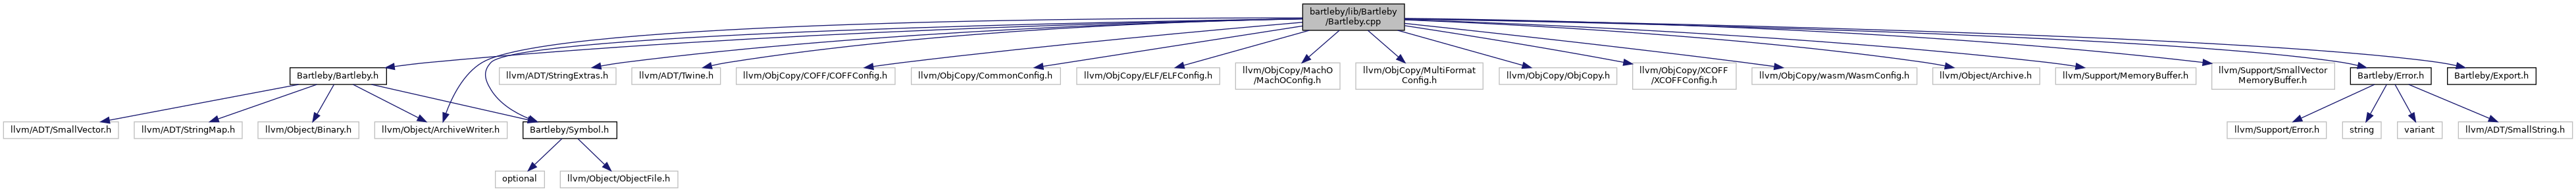 bartleby/lib/Bartleby
/Bartleby.cpp
Bartleby/Bartleby.h
llvm/ADT/StringExtras.h
llvm/ADT/Twine.h
llvm/ObjCopy/COFF/COFFConfig.h
llvm/ObjCopy/CommonConfig.h
llvm/ObjCopy/ELF/ELFConfig.h
llvm/ObjCopy/MachO
/MachOConfig.h
llvm/ObjCopy/MultiFormat
Config.h
llvm/ObjCopy/ObjCopy.h
llvm/ObjCopy/XCOFF
/XCOFFConfig.h
llvm/ObjCopy/wasm/WasmConfig.h
llvm/Object/Archive.h
llvm/Support/MemoryBuffer.h
llvm/Support/SmallVector
MemoryBuffer.h
Bartleby/Error.h
Bartleby/Export.h
llvm/ADT/SmallVector.h
llvm/ADT/StringMap.h
llvm/Object/Binary.h
llvm/Object/ArchiveWriter.h
Bartleby/Symbol.h
llvm/Support/Error.h
string
variant
llvm/ADT/SmallString.h
optional
llvm/Object/ObjectFile.h